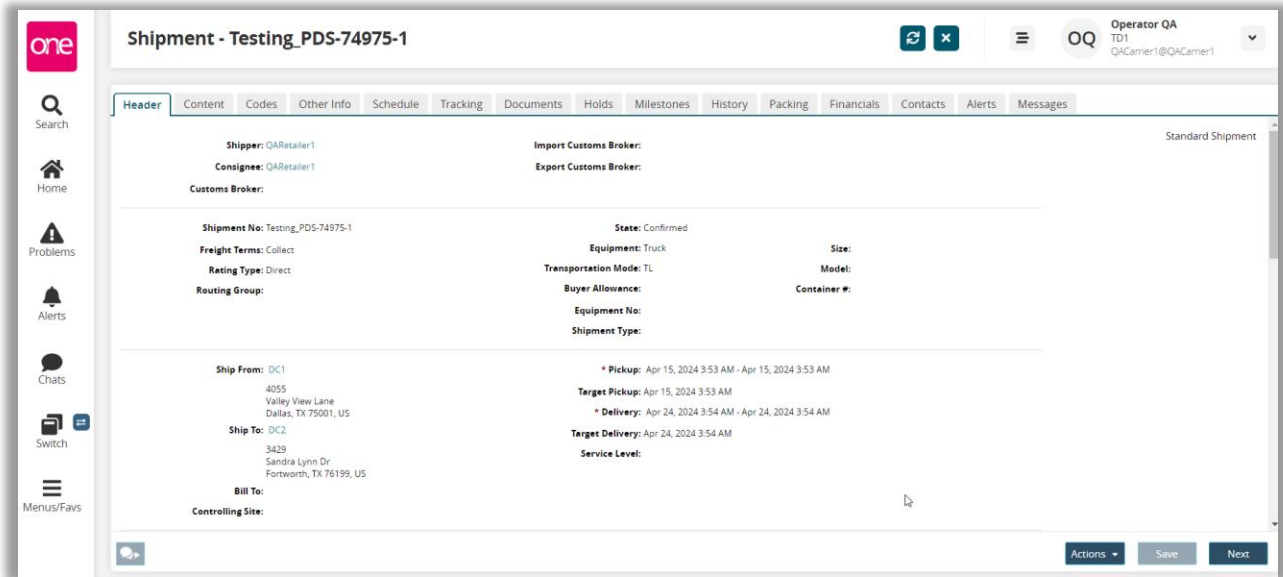 one
Shipment - Testing_PDS-74975-1
OQ
Operator QA
TD1
QACarrier1@QACarrier1
Search
Home
Problems
Alerts
Chats
Switch
Menus/Favs
Header Content Codes Other Info Schedule Tracking Documents Holds Milestones History Packing Financials Contacts Alerts Messages
Standard Shipment
Shipper: QARetailer1 Import Customs Broker:
Consignee: QARetailer1 Export Customs Broker:
Customs Broker:
Shipment No: Testing_PDS-74975-1 State: Confirmed
Freight Terms: Collect Equipment: Truck Size:
Rating Type: Direct Transportation Mode: TL Model:
Routing Group: Buyer Allowance: Container #:
Equipment No:
Shipment Type:
Ship From: DC1 * Pickup: Apr 15, 2024 3:53 AM - Apr 15, 2024 3:53 AM
4055 Target Pickup: Apr 15, 2024 3:53 AM
Valley View Lane
Dallas, TX 75001, US * Delivery: Apr 24, 2024 3:54 AM - Apr 24, 2024 3:54 AM
Ship To: DC2 Target Delivery: Apr 24, 2024 3:54 AM
3429 Service Level:
Sandra Lynn Dr
Fortworth, TX 76199, US
Bill To:
Controlling Site:
Actions Save Next